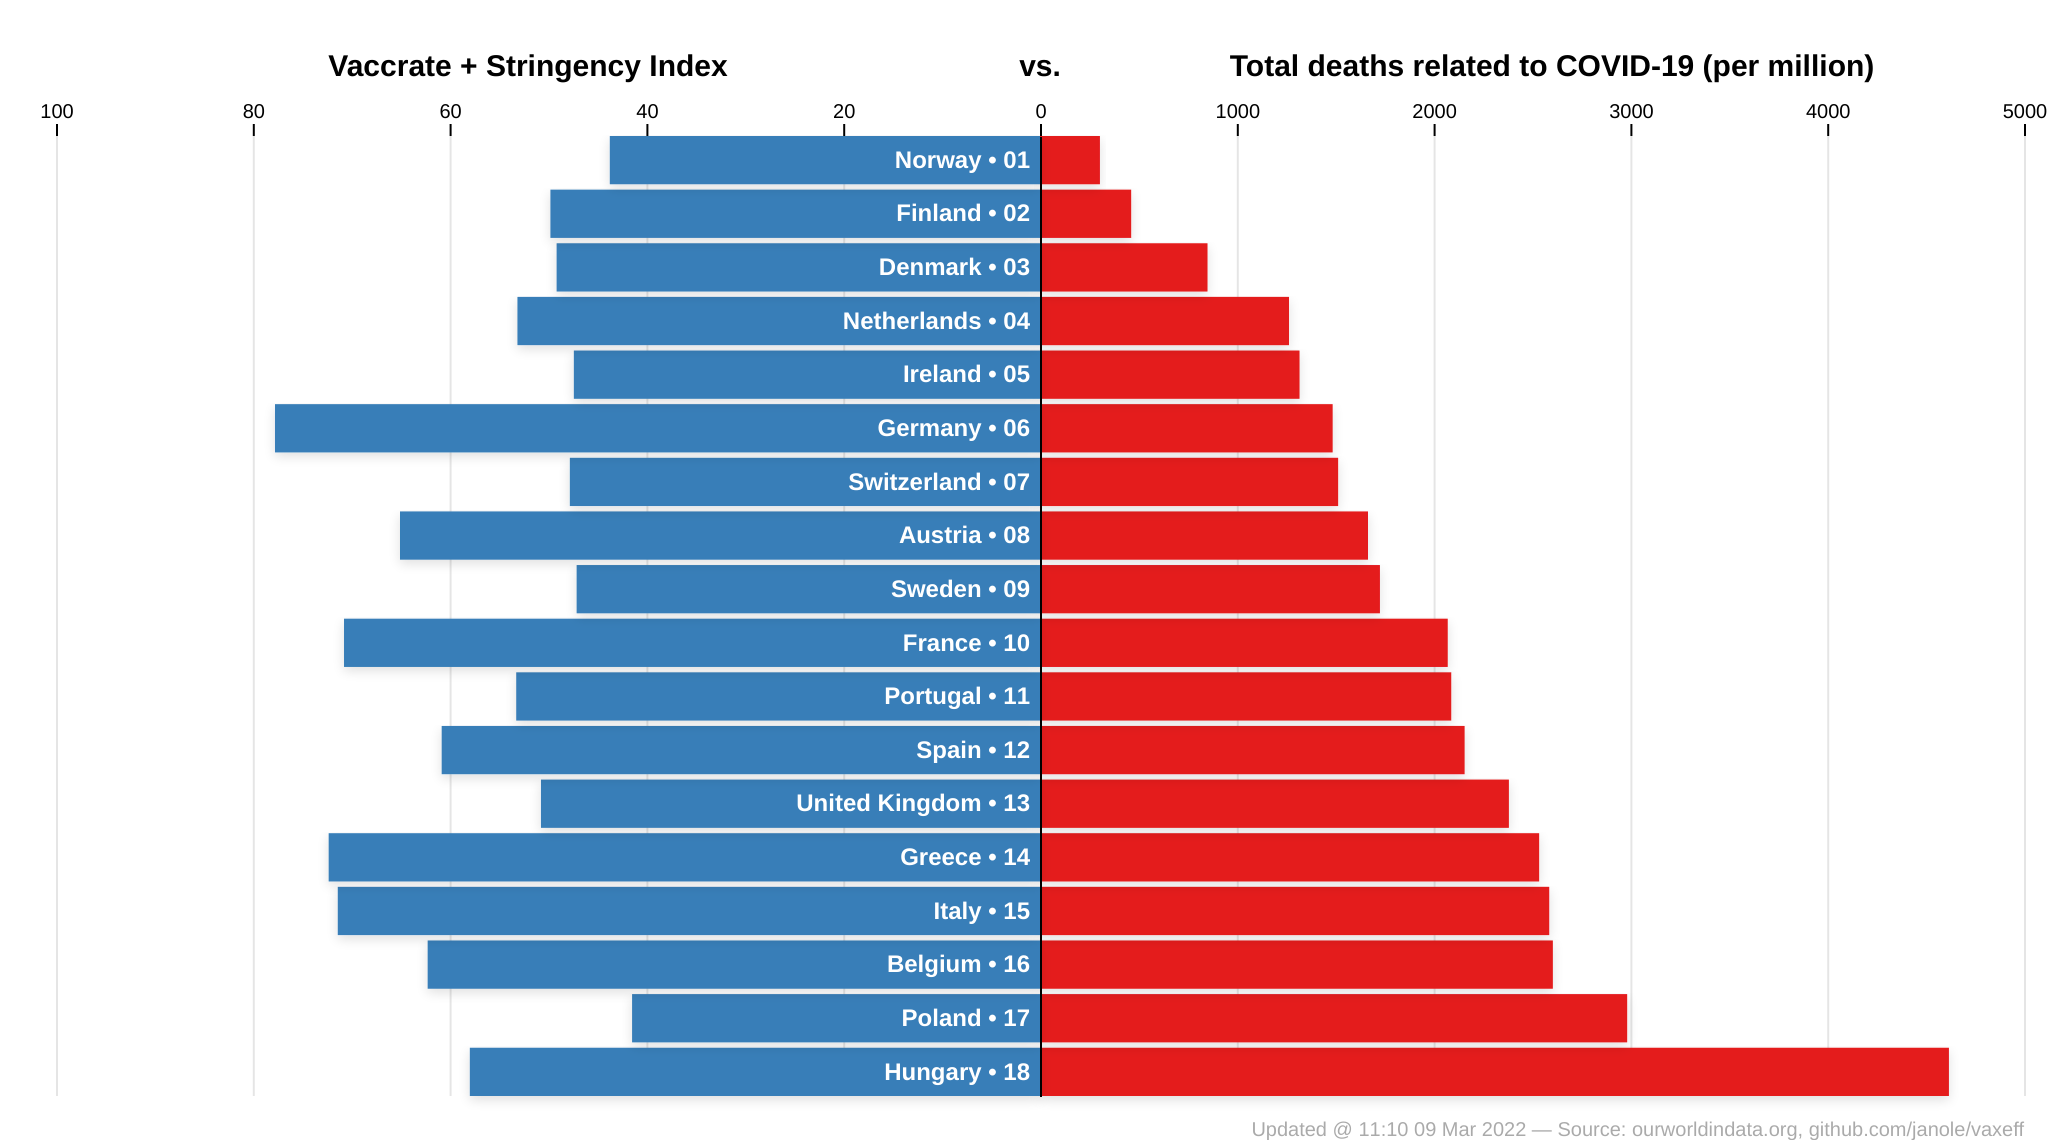 Vaccrate + Stringency Index vs. Total deaths related to COVID-19 (per million)
100 80 60 40 20 0 1000 2000 3000 4000 5000
Norway • 01
Finland • 02
Denmark • 03
Netherlands • 04
Ireland • 05
Germany • 06
Switzerland • 07
Austria • 08
Sweden • 09
France • 10
Portugal • 11
Spain • 12
United Kingdom • 13
Greece • 14
Italy • 15
Belgium • 16
Poland • 17
Hungary • 18
Updated @ 11:10 09 Mar 2022 — Source: ourworldindata.org, github.com/janole/vaxeff